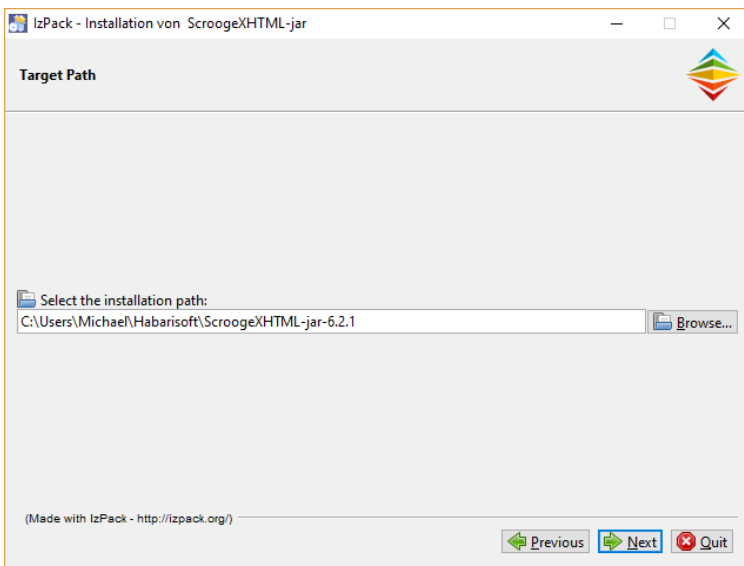 IzPack - Installation von  ScroogeXHTML-jar
Target Path
Select the installation path:
C:\Users\Michael\Habarisoft\ScroogeXHTML-jar-6.2.1
Browse...
(Made with IzPack - http://izpack.org/)
Previous
Next
Quit